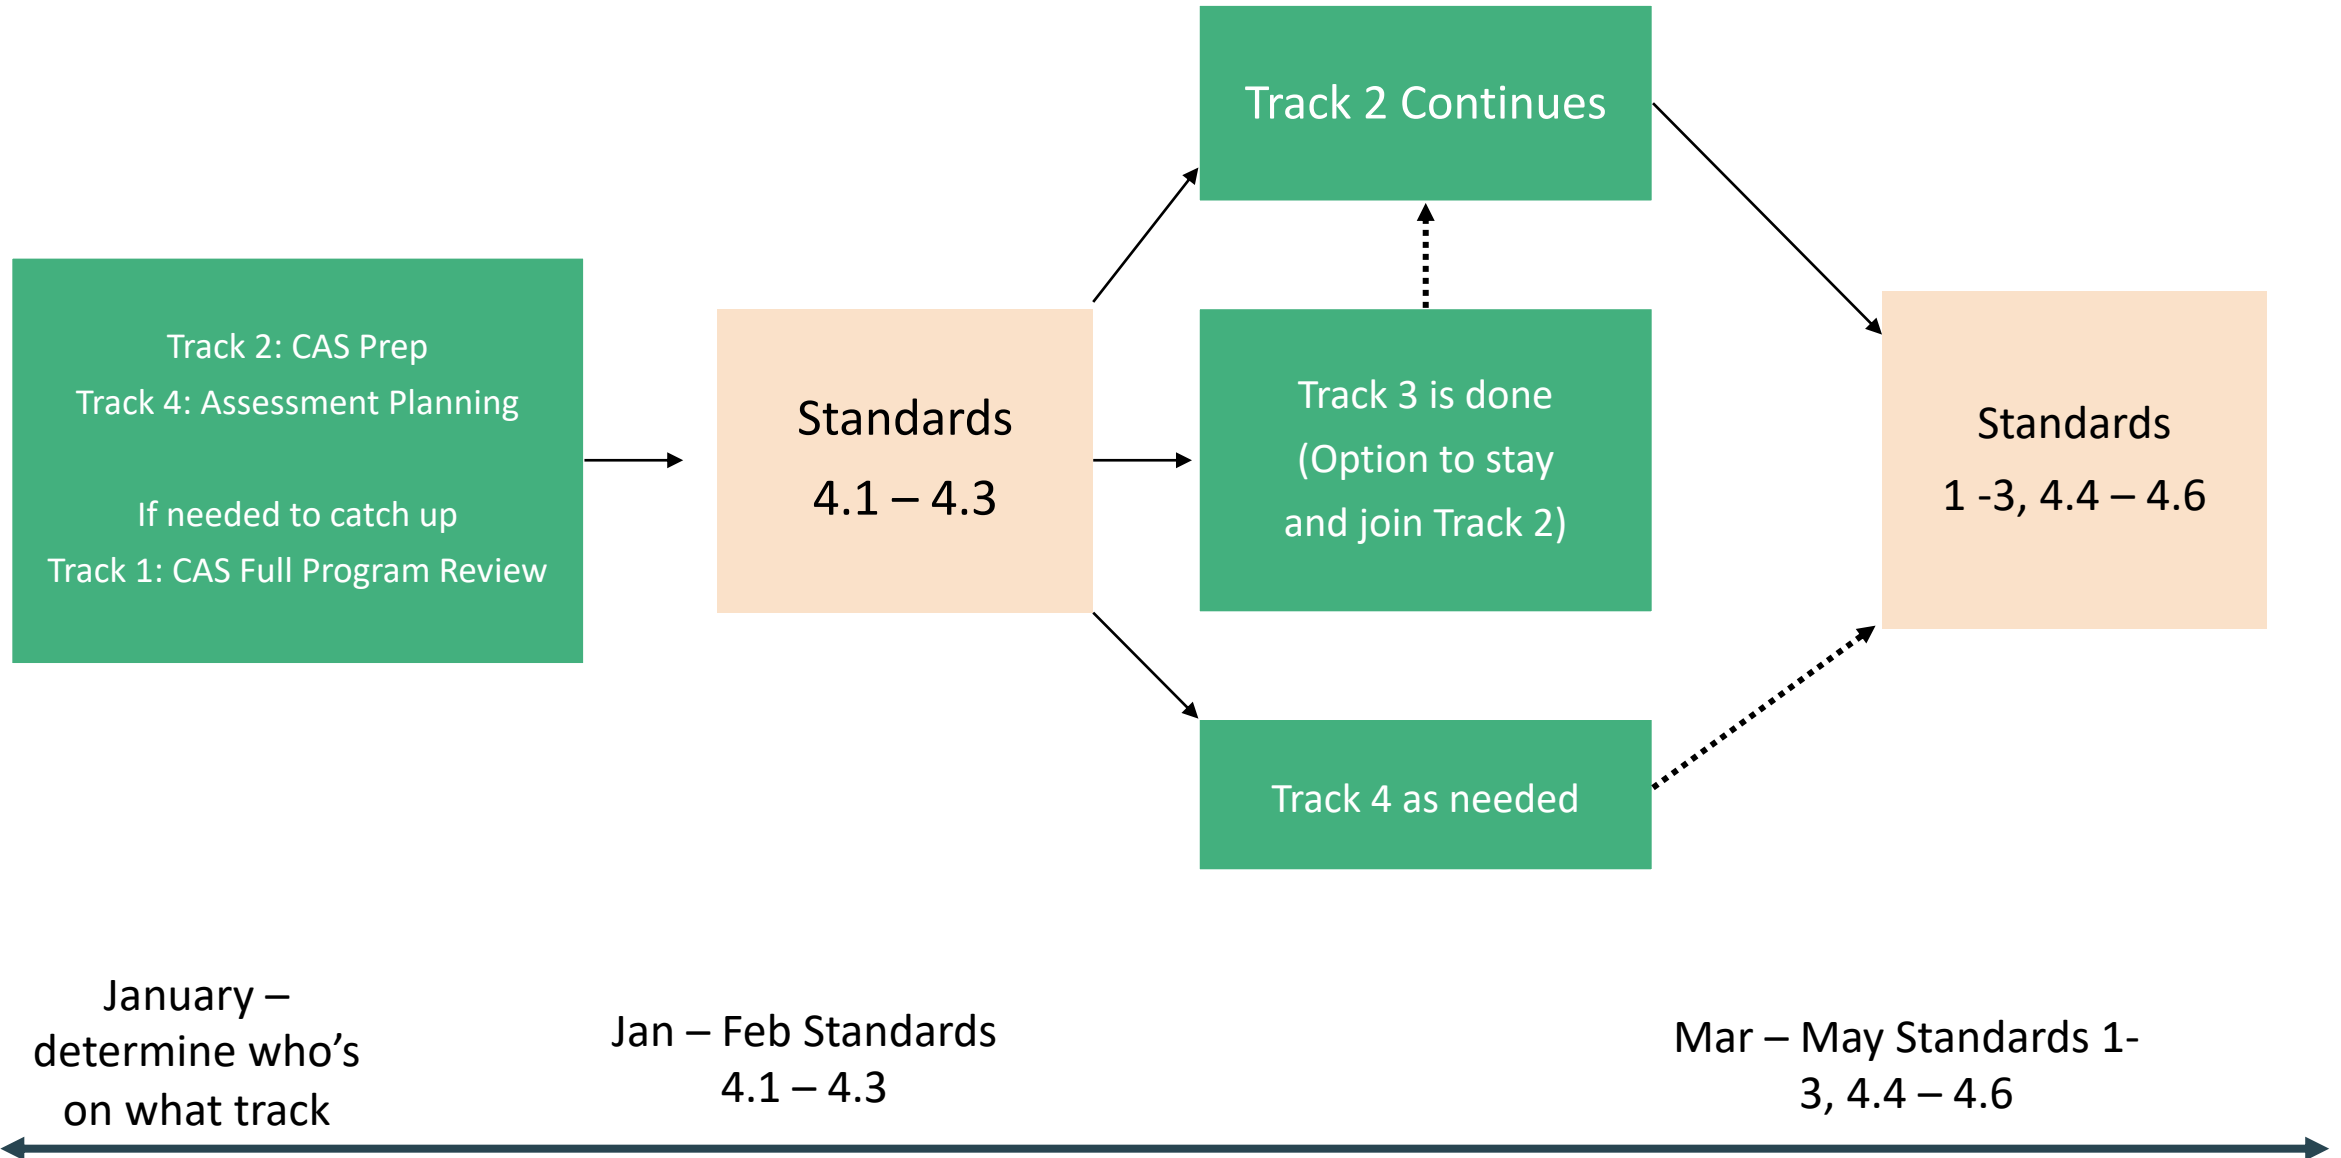 Track 2 Continues
Track 2: CAS Prep
Track 4: Assessment Planning
If needed to catch up
Track 1: CAS Full Program Review
Standards
4.1 – 4.3
Track 3 is done
(Option to stay
and join Track 2)
Standards
1 -3, 4.4 – 4.6
Track 4 as needed
January –
determine who’s
on what track
Jan – Feb Standards
4.1 – 4.3
Mar – May Standards 1-
3, 4.4 – 4.6